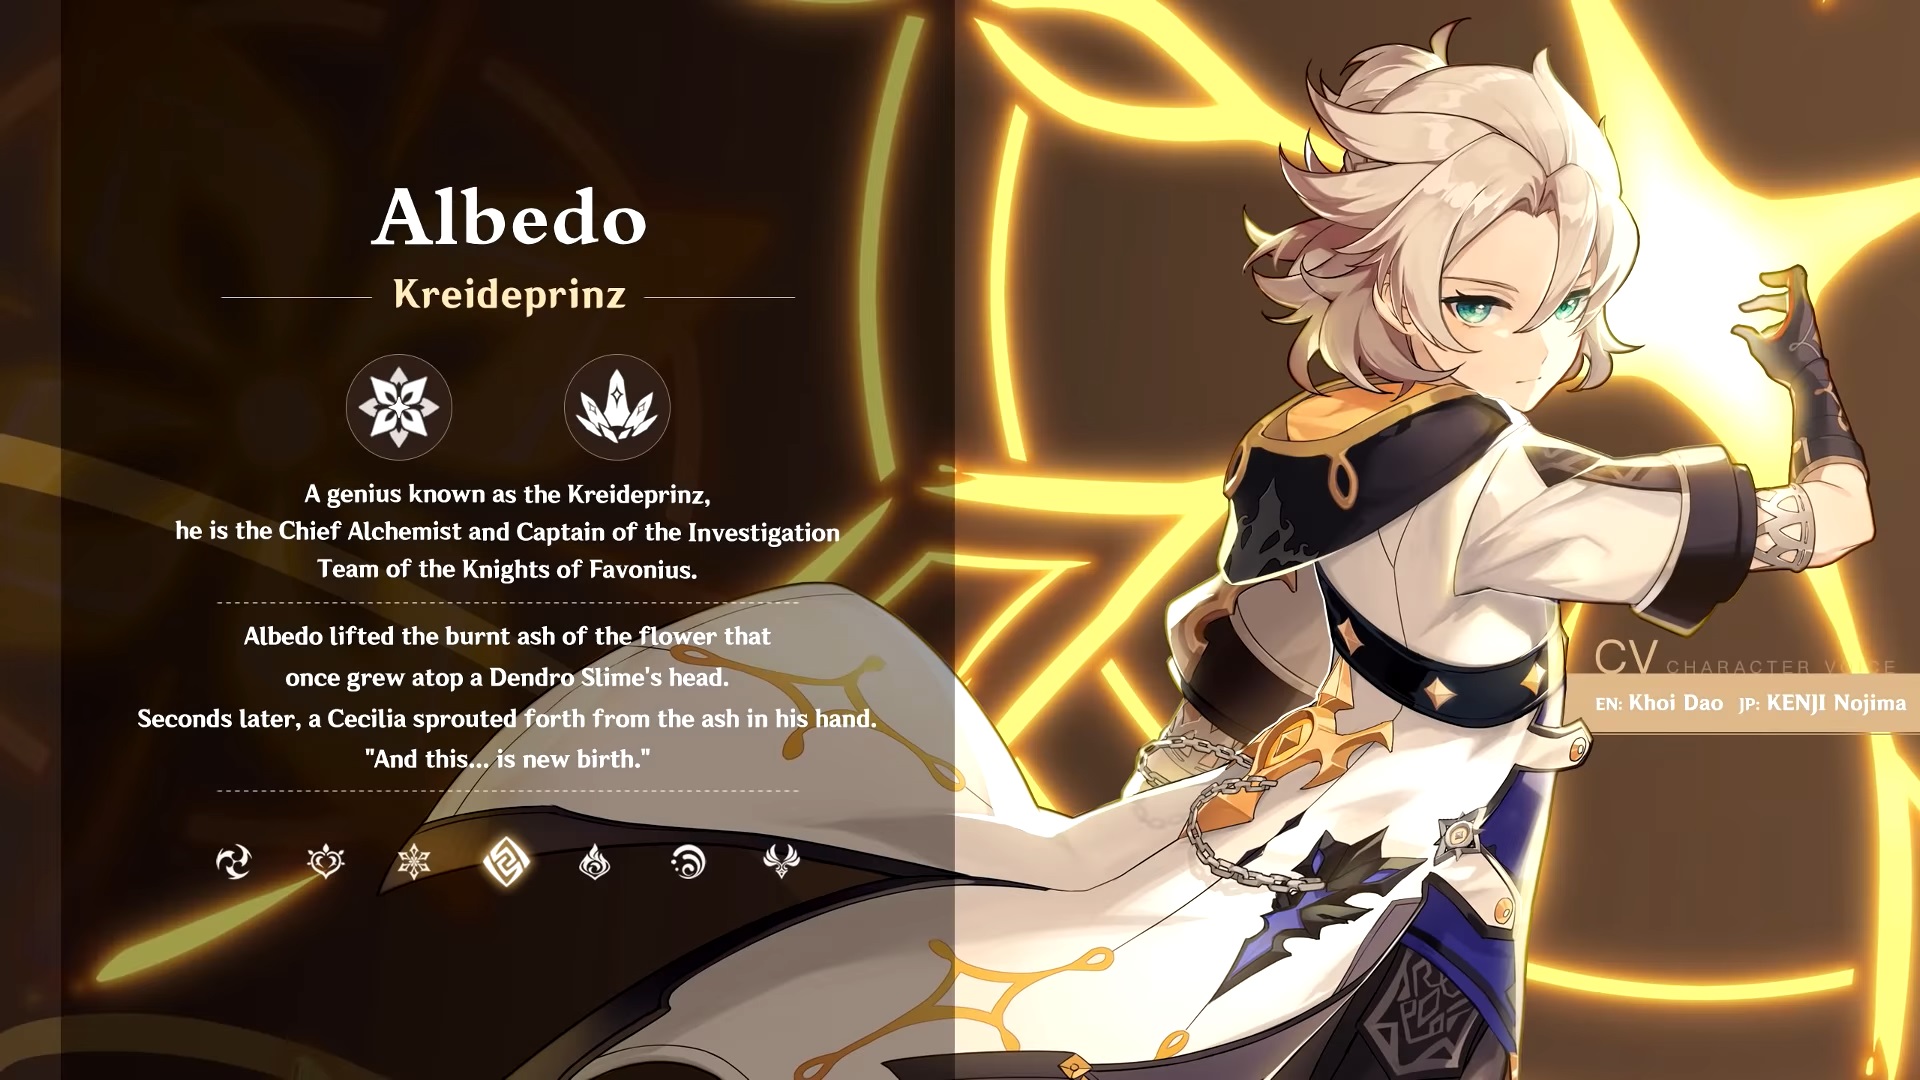 Albedo
Kreideprinz
A genius known as the Kreideprinz,
he is the Chief Alchemist and Captain of the Investigation
Team of the Knights of Favonius.
Albedo lifted the burnt ash of the flower that
once grew atop a Dendro Slime's head.
Seconds later, a Cecilia sprouted forth from the ash in his hand.
"And this... is new birth."
CV CHARACTER VOICE
EN: Khoi Dao JP: KENJI Nojima